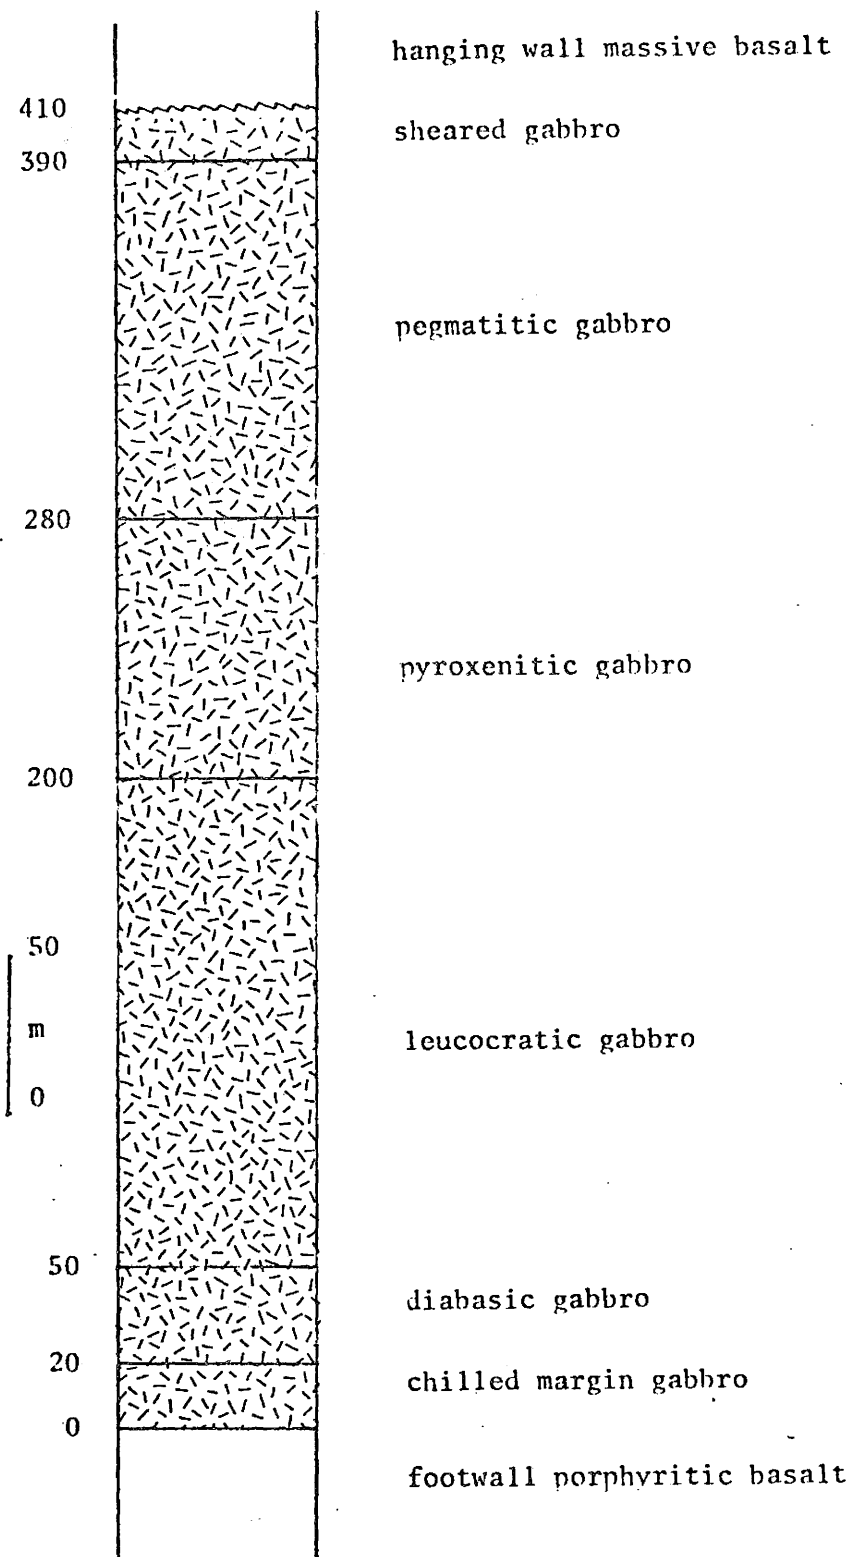 hanging wall massive basalt
410
sheared gabbro
390
pegmatitic gabbro
280
pyroxenitic gabbro
200
50
m
leucocratic gabbro
0
50
diabasic gabbro
20
chilled margin gabbro
0
footwall porphyritic basalt